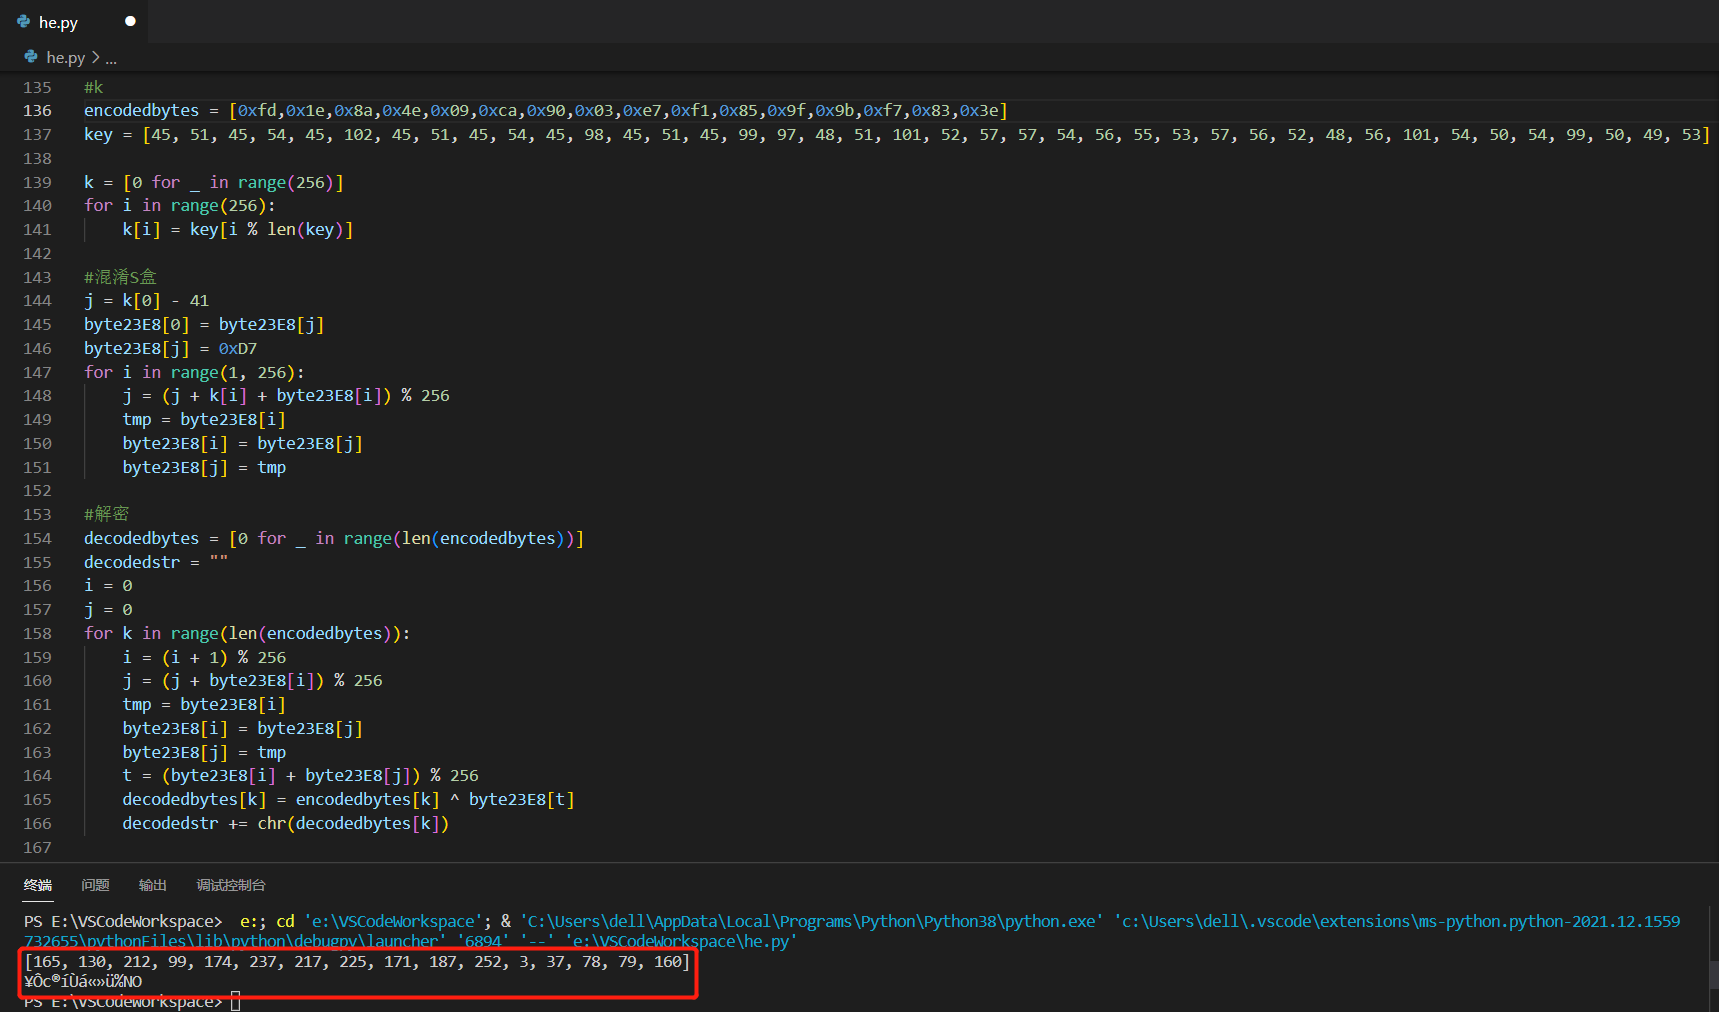 he.py
he.py > ...
135 #k
136 encodedbytes = [0xfd,0x1e,0x8a,0x4e,0x09,0xca,0x90,0x03,0xe7,0xf1,0x85,0x9f,0x9b,0xf7,0x83,0x3e]
137 key = [45, 51, 45, 54, 45, 102, 45, 51, 45, 54, 45, 98, 45, 51, 45, 99, 97, 48, 51, 101, 52, 57, 57, 54, 56, 55, 53, 57, 56, 52, 48, 56, 101, 54, 50, 54, 99, 50, 49, 53]
138
139 k = [0 for _ in range(256)]
140 for i in range(256):
141     k[i] = key[i % len(key)]
142
143 #混淆S盒
144 j = k[0] - 41
145 byte23E8[0] = byte23E8[j]
146 byte23E8[j] = 0xD7
147 for i in range(1, 256):
148     j = (j + k[i] + byte23E8[i]) % 256
149     tmp = byte23E8[i]
150     byte23E8[i] = byte23E8[j]
151     byte23E8[j] = tmp
152
153 #解密
154 decodedbytes = [0 for _ in range(len(encodedbytes))]
155 decodedstr = ""
156 i = 0
157 j = 0
158 for k in range(len(encodedbytes)):
159     i = (i + 1) % 256
160     j = (j + byte23E8[i]) % 256
161     tmp = byte23E8[i]
162     byte23E8[i] = byte23E8[j]
163     byte23E8[j] = tmp
164     t = (byte23E8[i] + byte23E8[j]) % 256
165     decodedbytes[k] = encodedbytes[k] ^ byte23E8[t]
166     decodedstr += chr(decodedbytes[k])
167
终端 问题 输出 调试控制台
PS E:\VSCodeWorkspace> e:; cd 'e:\VSCodeWorkspace'; & 'C:\Users\dell\AppData\Local\Programs\Python\Python38\python.exe' 'c:\Users\dell\.vscode\extensions\ms-python.python-2021.12.1559
732655\pythonFiles\lib\python\debugpy\launcher' '6894' '--' 'e:\VSCodeWorkspace\he.py'
[165, 130, 212, 99, 174, 237, 217, 225, 171, 187, 252, 3, 37, 78, 79, 160]
¥Ôc®íÙá«»ü%NO
PS E:\VSCodeWorkspace>